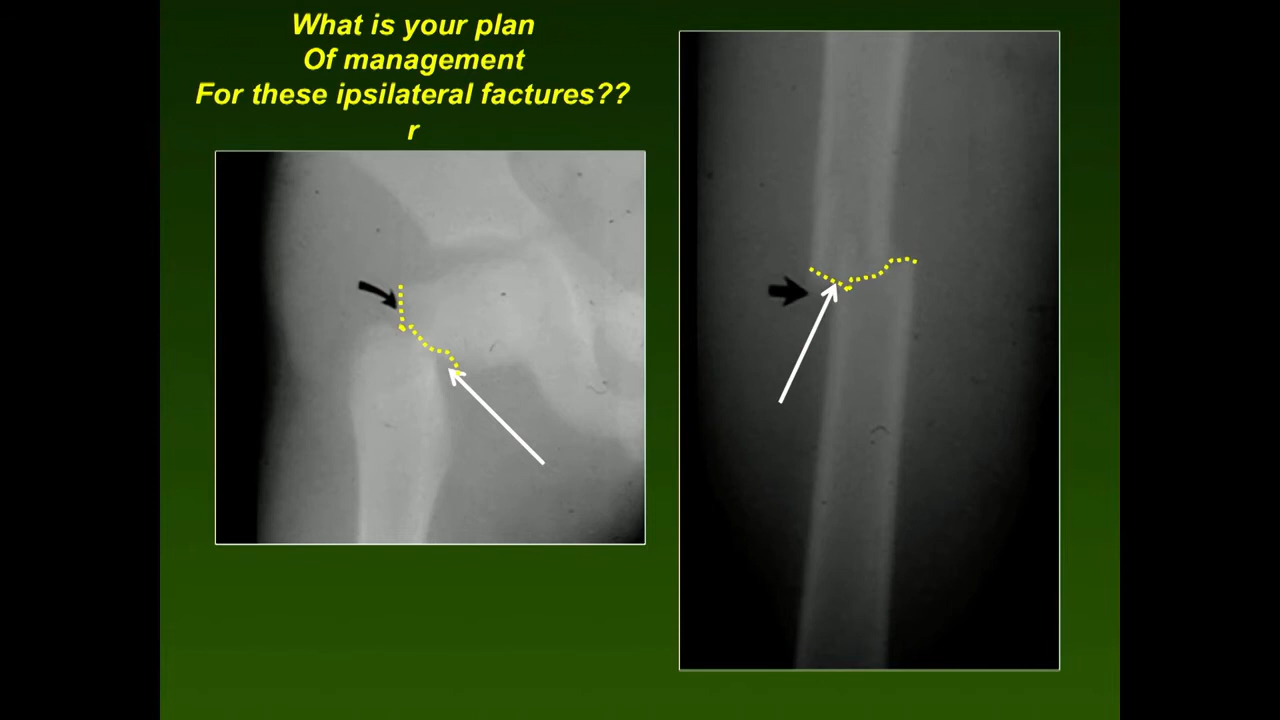 What is your plan
Of management
For these ipsilateral factures??
r